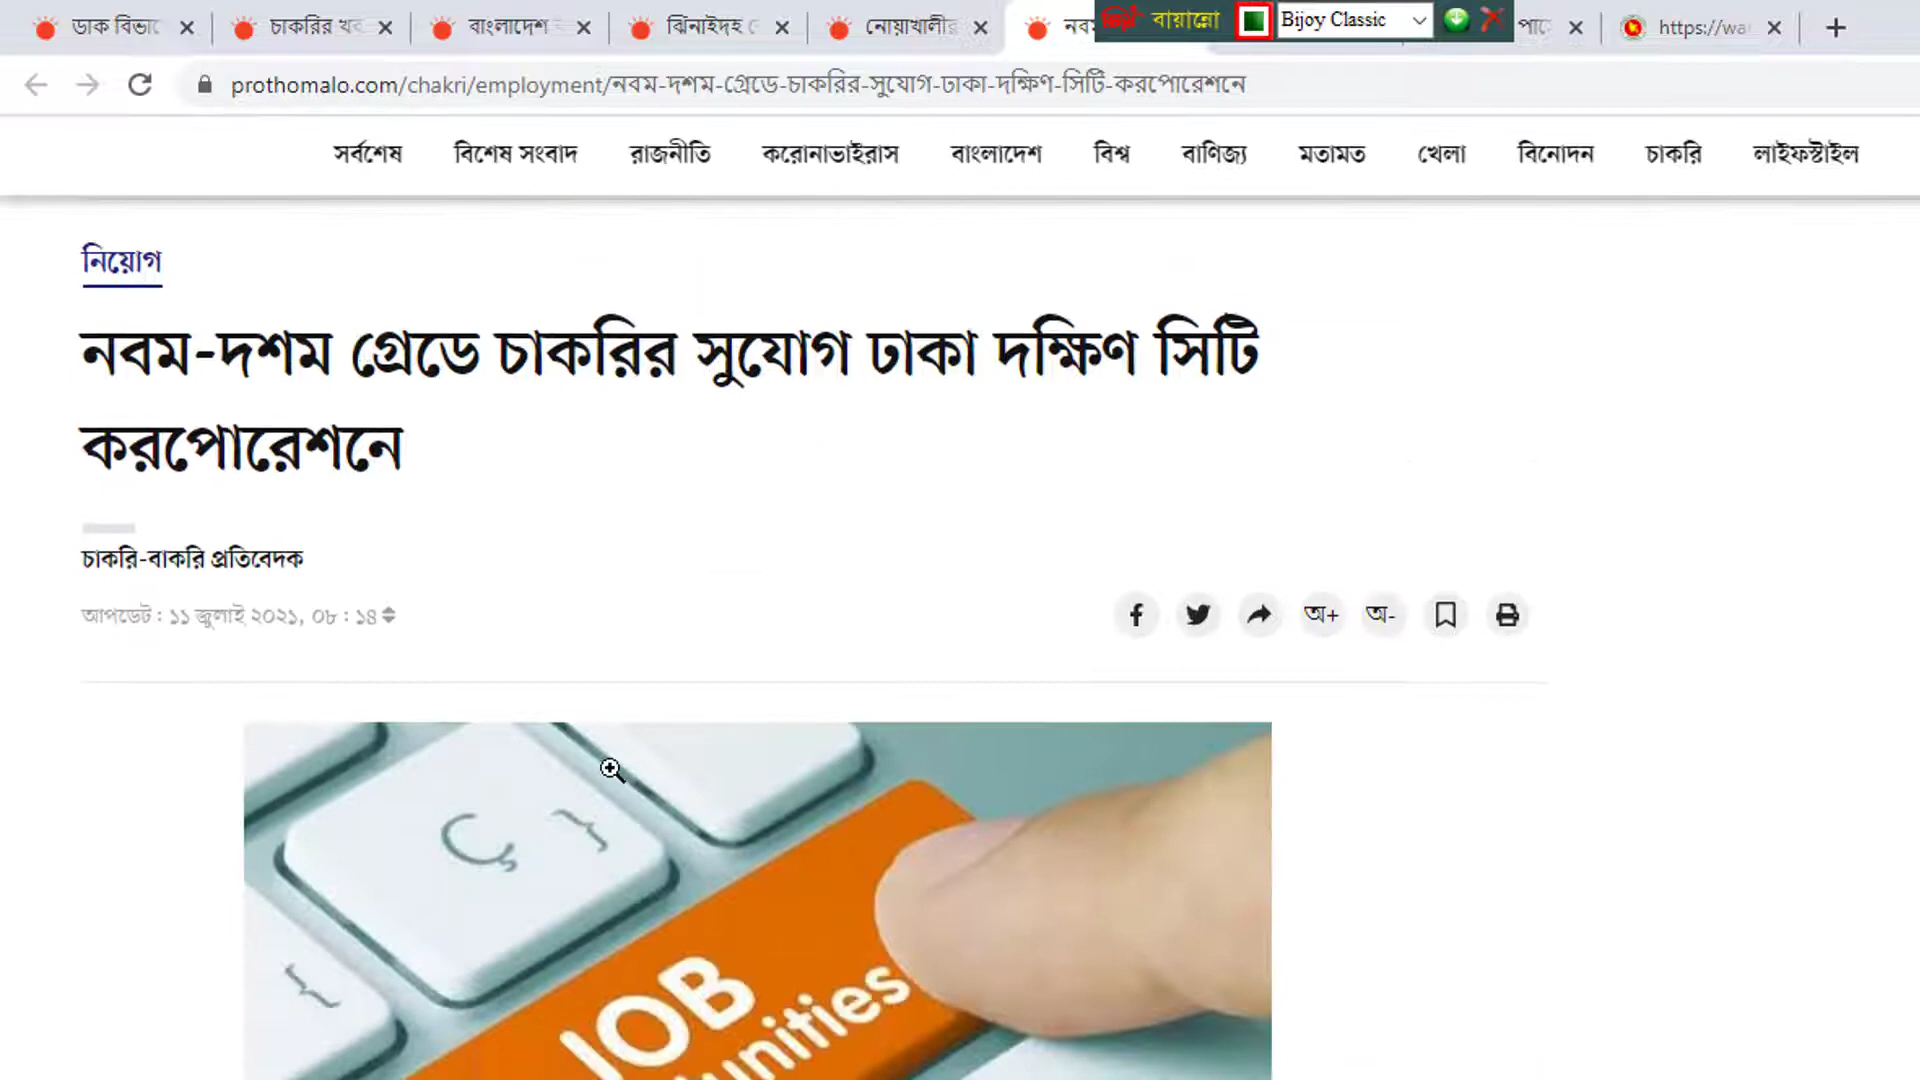 ডাক বিভা
চাকরির খ
বাংলাদেশ
ঝিনাইদহ
নোয়াখালীর
নব
বায়ান্নো
Bijoy Classic
https://wa
prothomalo.com/chakri/employment/নবম-দশম-গ্রেডে-চাকরির-সুযোগ-ঢাকা-দক্ষিণ-সিটি-করপোরেশনে
সর্বশেষ বিশেষ সংবাদ রাজনীতি করোনাভাইরাস বাংলাদেশ বিশ্ব বাণিজ্য মতামত খেলা বিনোদন চাকরি লাইফস্টাইল
নিয়োগ
নবম-দশম গ্রেডে চাকরির সুযোগ ঢাকা দক্ষিণ সিটি
করপোরেশনে
চাকরি-বাকরি প্রতিবেদক
আপডেট : ১১ জুলাই ২০২১, ০৮ : ১৪
অ+ অ-
Ç }
{
JOB
unities